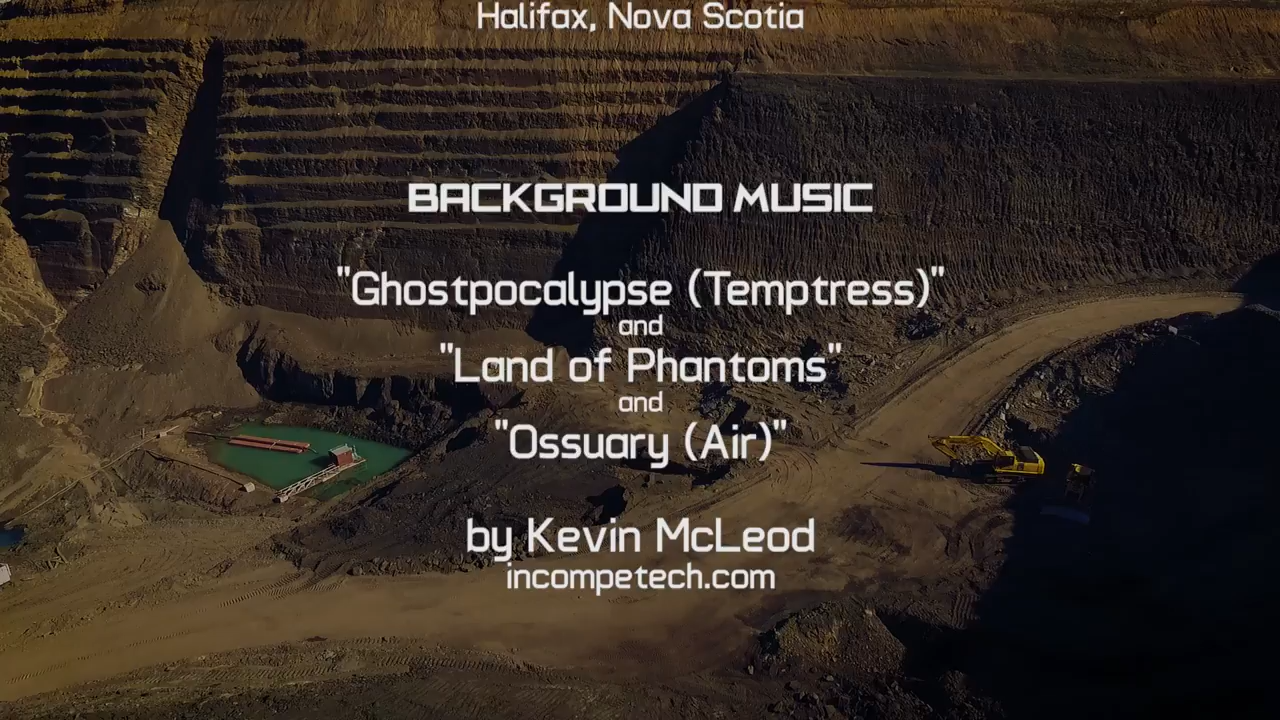 Halifax, Nova Scotia
BACKGROUND MUSIC
"Ghostpocalypse (Temptress)"
and
"Land of Phantoms"
and
"Ossuary (Air)"
by Kevin McLeod
incompetech.com